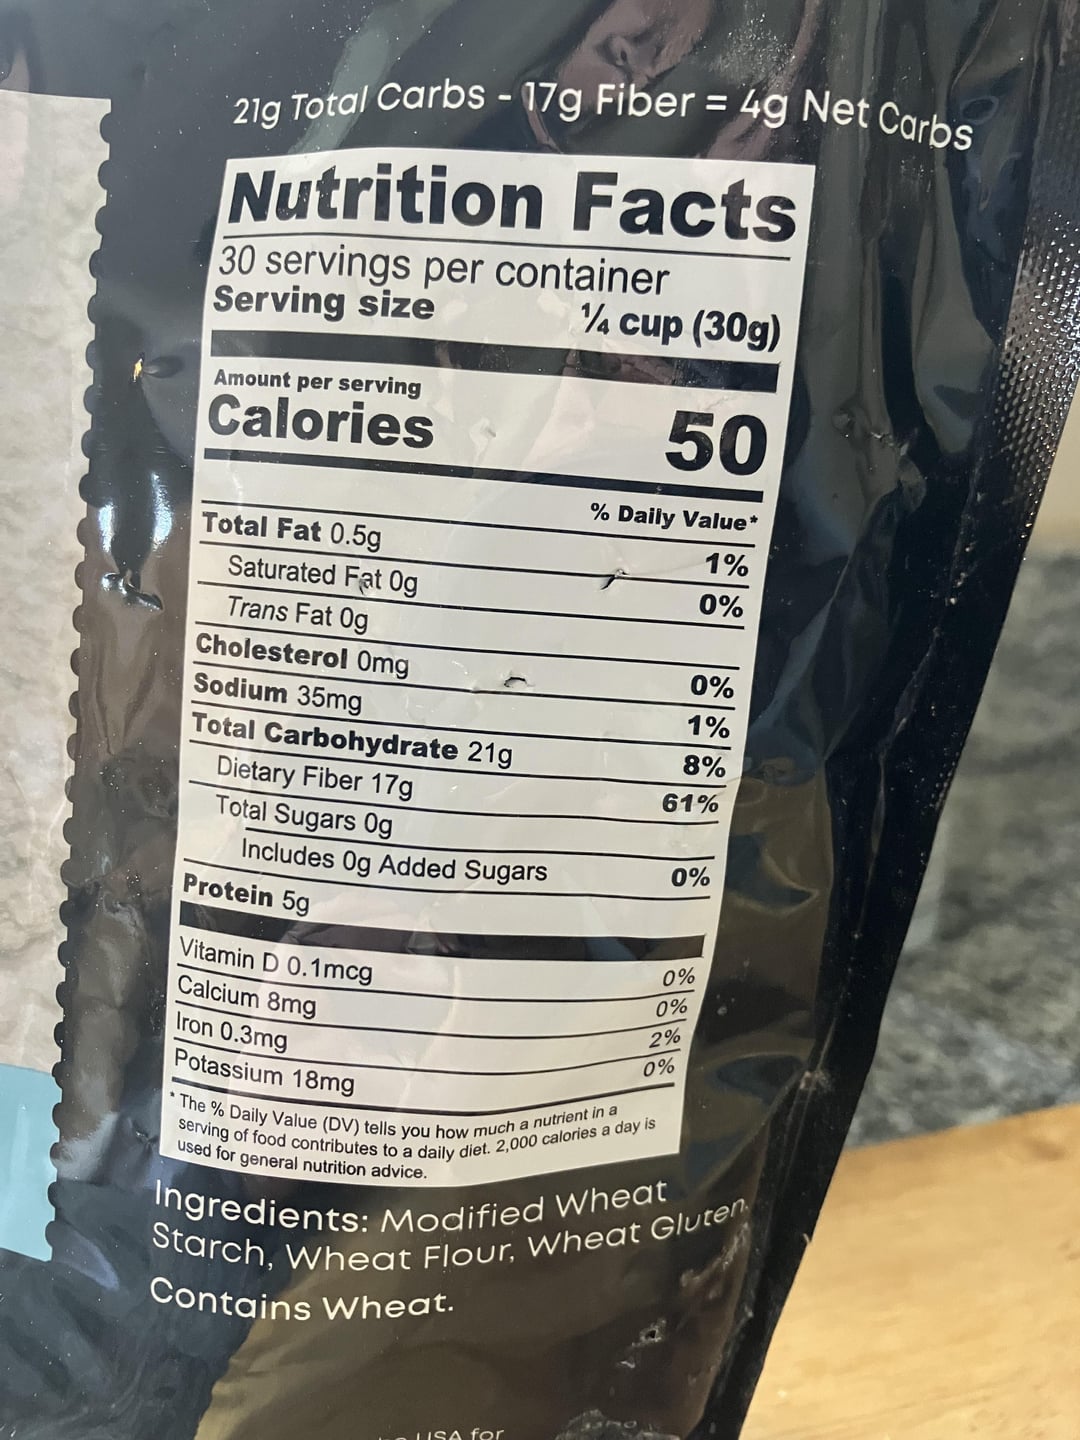 21g Total Carbs - 17g Fiber = 4g Net Carbs
Nutrition Facts
30 servings per container
Serving size ¼ cup (30g)
Amount per serving
Calories 50
% Daily Value*
Total Fat 0.5g 1%
Saturated Fat 0g 0%
Trans Fat 0g
Cholesterol 0mg 0%
Sodium 35mg 1%
Total Carbohydrate 21g 8%
Dietary Fiber 17g 61%
Total Sugars 0g
Includes 0g Added Sugars 0%
Protein 5g
Vitamin D 0.1mcg 0%
Calcium 8mg 0%
Iron 0.3mg 2%
Potassium 18mg 0%
* The % Daily Value (DV) tells you how much a nutrient in a
serving of food contributes to a daily diet. 2,000 calories a day is
used for general nutrition advice.
Ingredients: Modified Wheat
Starch, Wheat Flour, Wheat Gluten.
Contains Wheat.
USA for